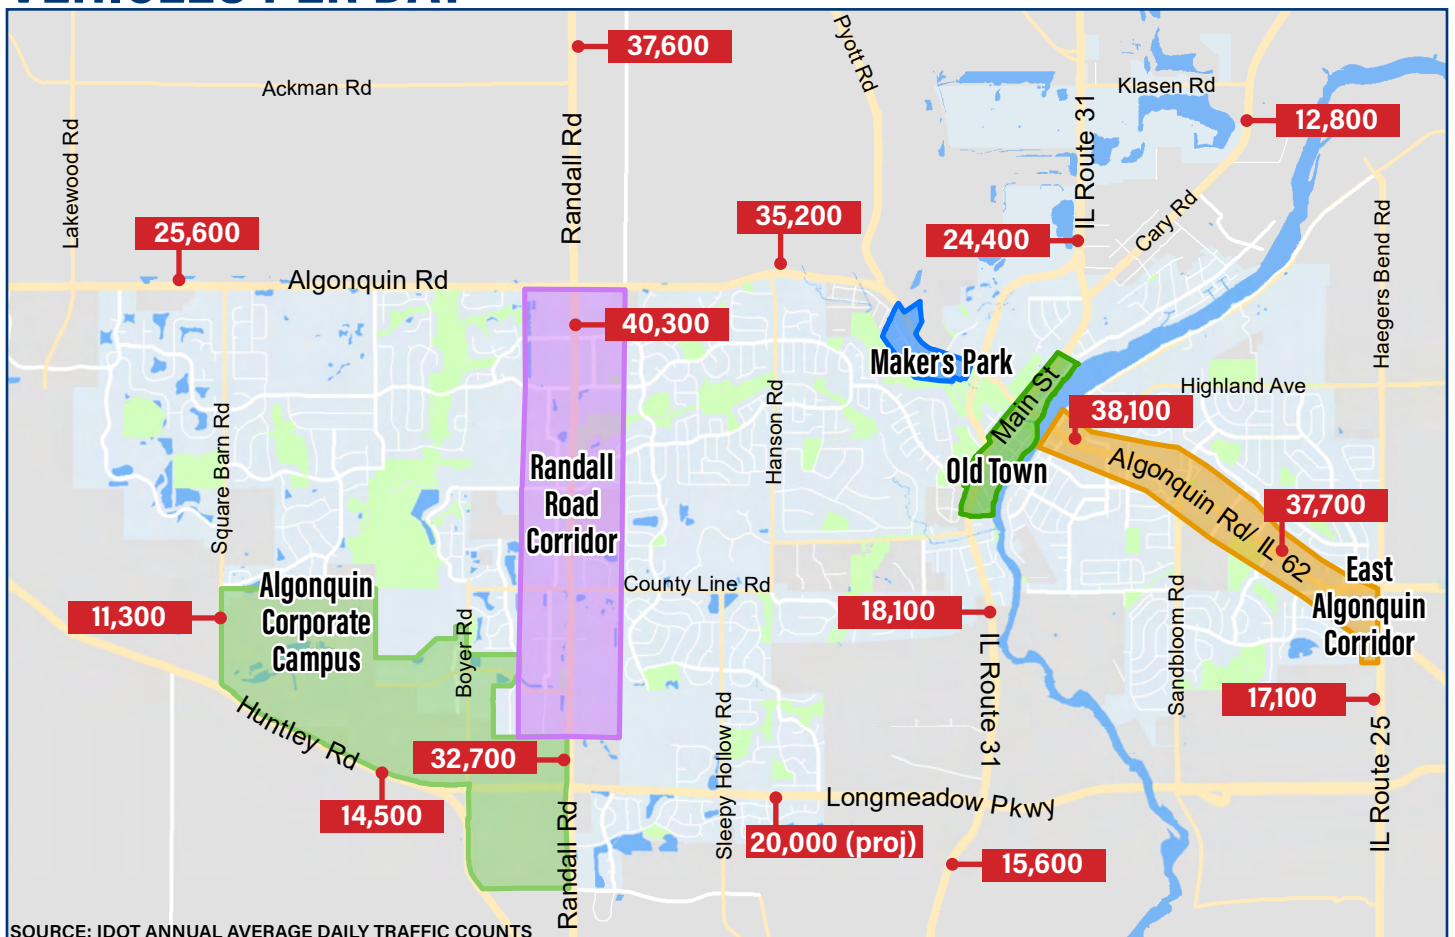 VEHICLES PER DAY
37,600
Pyott Rd
Ackman Rd
Klasen Rd
12,800
Lakewood Rd
Randall Rd
IL Route 31
25,600
35,200
24,400
Cary Rd
Haegers Bend Rd
Algonquin Rd
40,300
Makers Park
Main St
Highland Ave
38,100
Square Barn Rd
Hanson Rd
Randall
Road
Corridor
Old Town
Algonquin Rd/ IL 62
37,700
County Line Rd
East
Algonquin
Corridor
Algonquin
Corporate
Campus
11,300
Boyer Rd
18,100
Sandbloom Rd
IL Route 31
17,100
Huntley Rd
32,700
Sleepy Hollow Rd
IL Route 25
14,500
Randall Rd
Longmeadow Pkwy
20,000 (proj)
15,600
SOURCE: IDOT ANNUAL AVERAGE DAILY TRAFFIC COUNTS